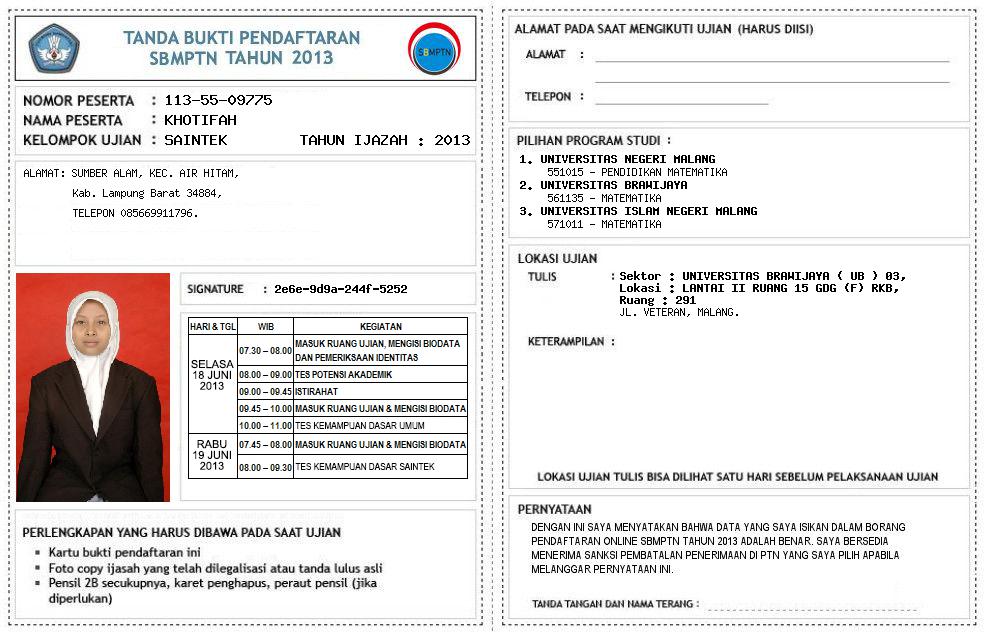 TANDA BUKTI PENDAFTARAN
SBMPTN TAHUN 2013
SBMPTN
NOMOR PESERTA : 113-55-09775
NAMA PESERTA : KHOTIFAH
KELOMPOK UJIAN : SAINTEK TAHUN IJAZAH : 2013
ALAMAT: SUMBER ALAM, KEC. AIR HITAM,
Kab. Lampung Barat 34884,
TELEPON 085669911796.
SIGNATURE : 2e6e-9d9a-244f-5252
HARI & TGL WIB KEGIATAN
SELASA
18 JUNI
2013
07.30 – 08.00 MASUK RUANG UJIAN, MENGISI BIODATA
DAN PEMERIKSAAN IDENTITAS
08.00 – 09.00 TES POTENSI AKADEMIK
09.00 – 09.45 ISTIRAHAT
09.45 – 10.00 MASUK RUANG UJIAN & MENGISI BIODATA
10.00 – 11.00 TES KEMAMPUAN DASAR UMUM
RABU
19 JUNI
2013
07.45 – 08.00 MASUK RUANG UJIAN & MENGISI BIODATA
08.00 – 09.30 TES KEMAMPUAN DASAR SAINTEK
PERLENGKAPAN YANG HARUS DIBAWA PADA SAAT UJIAN
▪ Kartu bukti pendaftaran ini
▪ Foto copy ijasah yang telah dilegalisasi atau tanda lulus asli
▪ Pensil 2B secukupnya, karet penghapus, peraut pensil (jika
diperlukan)
ALAMAT PADA SAAT MENGIKUTI UJIAN (HARUS DIISI)
ALAMAT :
TELEPON :
PILIHAN PROGRAM STUDI :
1. UNIVERSITAS NEGERI MALANG
551015 - PENDIDIKAN MATEMATIKA
2. UNIVERSITAS BRAWIJAYA
561135 - MATEMATIKA
3. UNIVERSITAS ISLAM NEGERI MALANG
571011 - MATEMATIKA
LOKASI UJIAN
TULIS : Sektor : UNIVERSITAS BRAWIJAYA ( UB ) 03,
Lokasi : LANTAI II RUANG 15 GDG (F) RKB,
Ruang : 291
JL. VETERAN, MALANG.
KETERAMPILAN :
LOKASI UJIAN TULIS BISA DILIHAT SATU HARI SEBELUM PELAKSANAAN UJIAN
PERNYATAAN
DENGAN INI SAYA MENYATAKAN BAHWA DATA YANG SAYA ISIKAN DALAM BORANG
PENDAFTARAN ONLINE SBMPTN TAHUN 2013 ADALAH BENAR. SAYA BERSEDIA
MENERIMA SANKSI PEMBATALAN PENERIMAAN DI PTN YANG SAYA PILIH APABILA
MELANGGAR PERNYATAAN INI.
TANDA TANGAN DAN NAMA TERANG :